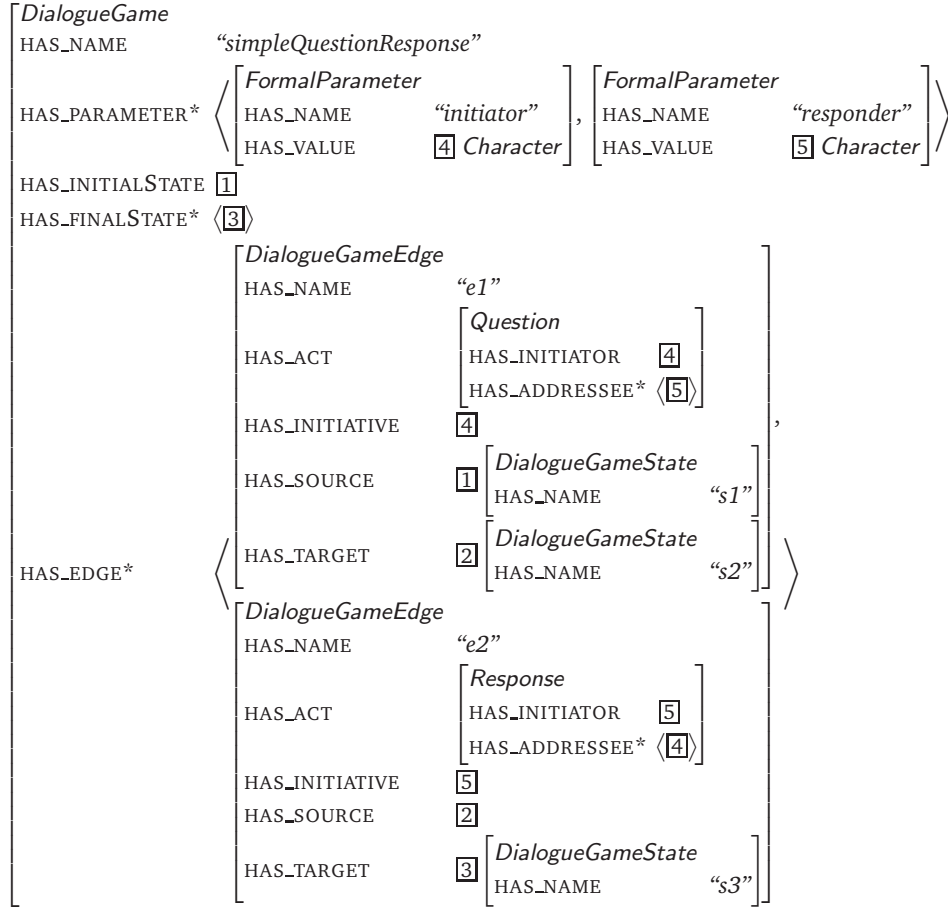 DialogueGame
HAS_NAME “simpleQuestionResponse”
HAS_PARAMETER* ⟨ FormalParameter HAS_NAME “initiator” HAS_VALUE 4 Character , FormalParameter HAS_NAME “responder” HAS_VALUE 5 Character ⟩
HAS_INITIALSTATE 1
HAS_FINALSTATE* ⟨ 3 ⟩
HAS_EDGE* ⟨
DialogueGameEdge
HAS_NAME “e1”
HAS_ACT
Question
HAS_INITIATOR 4
HAS_ADDRESSEE* ⟨ 5 ⟩
HAS_INITIATIVE 4
HAS_SOURCE 1
DialogueGameState
HAS_NAME “s1”
HAS_TARGET 2
DialogueGameState
HAS_NAME “s2”
,
DialogueGameEdge
HAS_NAME “e2”
HAS_ACT
Response
HAS_INITIATOR 5
HAS_ADDRESSEE* ⟨ 4 ⟩
HAS_INITIATIVE 5
HAS_SOURCE 2
HAS_TARGET 3
DialogueGameState
HAS_NAME “s3”
⟩